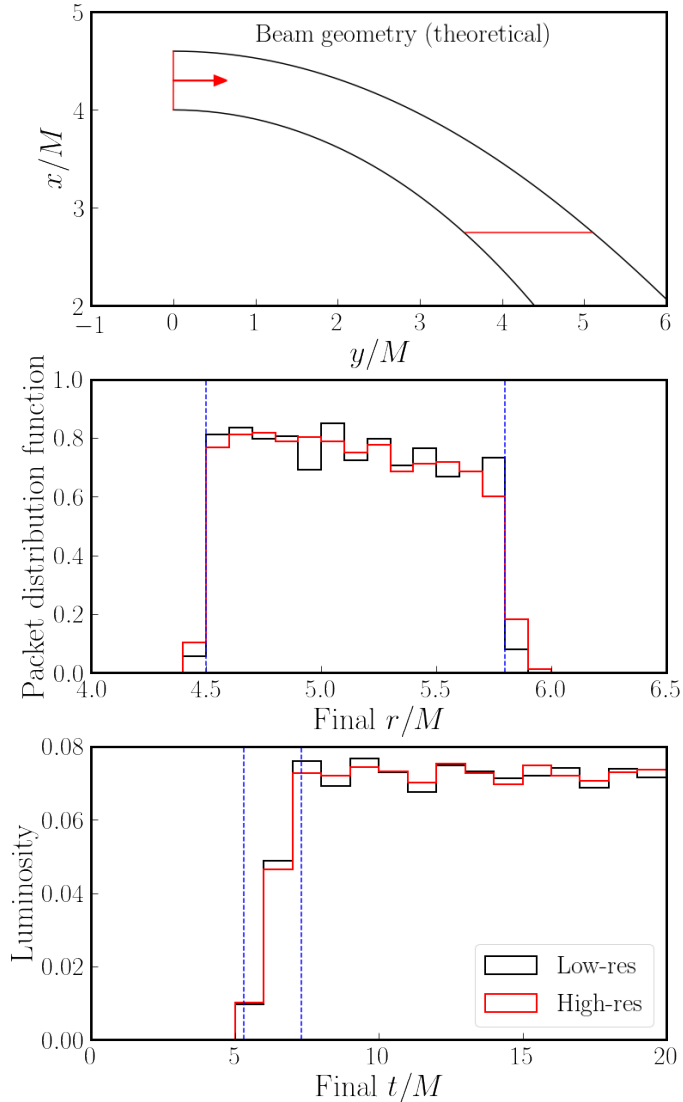 Beam geometry (theoretical)
5
4
3
2
x/M
−1 0 1 2 3 4 5 6
y/M
1.0
0.8
0.6
0.4
0.2
0.0
Packet distribution function
4.0 4.5 5.0 5.5 6.0 6.5
Final r/M
0.08
0.06
0.04
0.02
0.00
Luminosity
Low-res
High-res
0 5 10 15 20
Final t/M